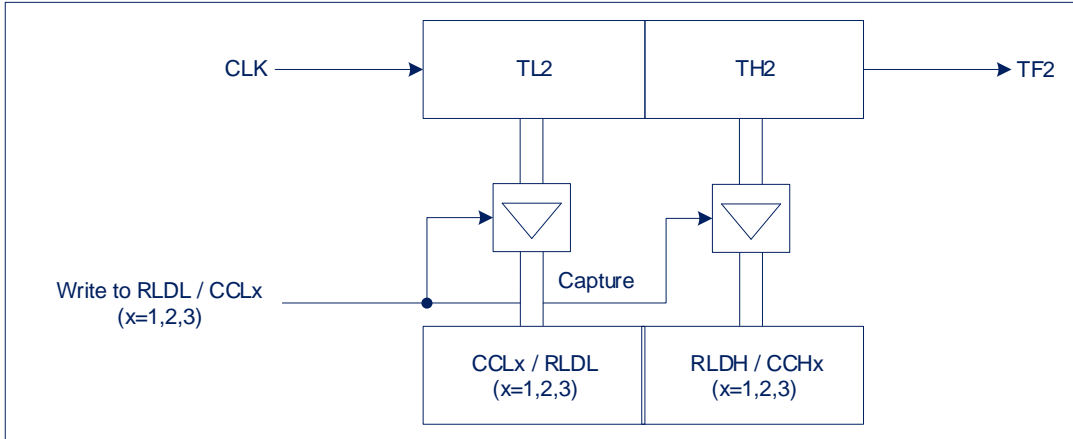 CLK
TL2
TH2
TF2
Write to RLDL / CCLx
(x=1,2,3)
Capture
CCLx / RLDL
(x=1,2,3)
RLDH / CCHx
(x=1,2,3)